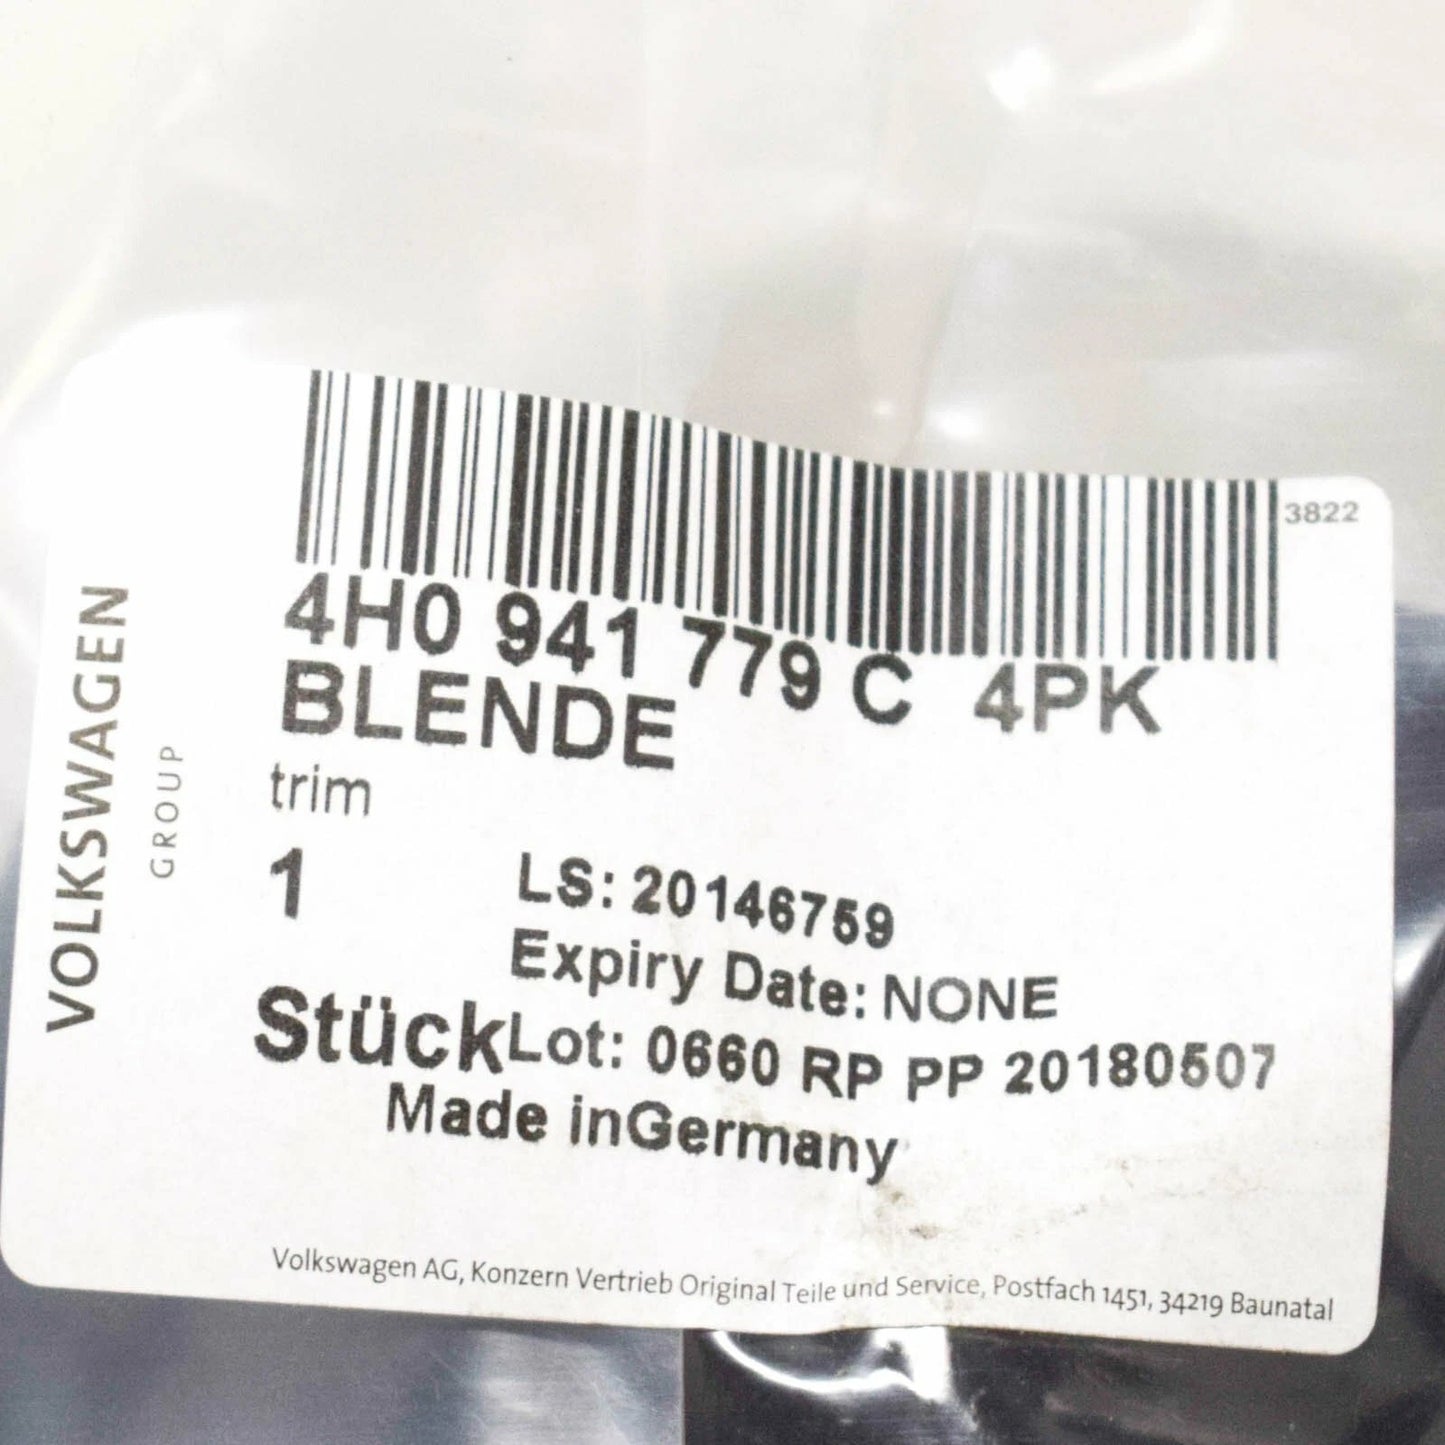 3822
4H0 941 779 C 4PK
BLENDE
trim
1
LS: 20146759
Expiry Date: NONE
Stück
Lot: 0660 RP PP 20180507
Made inGermany
Volkswagen AG, Konzern Vertrieb Original Teile und Service, Postfach 1451, 34219 Baunatal
VOLKSWAGEN
GROUP